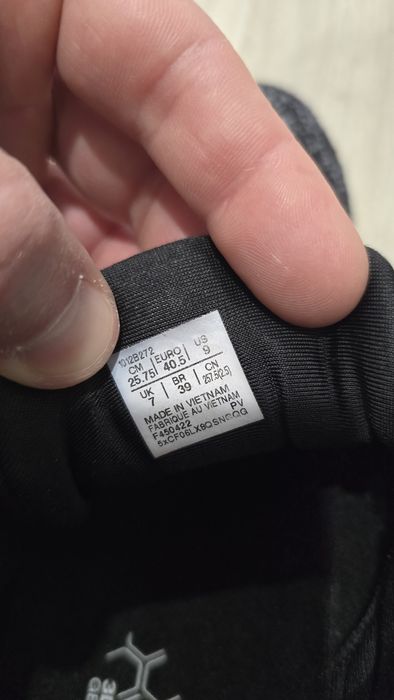 1012B272
CM | EURO | US
25.75 | 40.5 | 9
UK | BR | CN
7 | 39 | 257.5(2.5)
MADE IN VIETNAM
FABRIQUE AU VIETNAM
F450422 PV